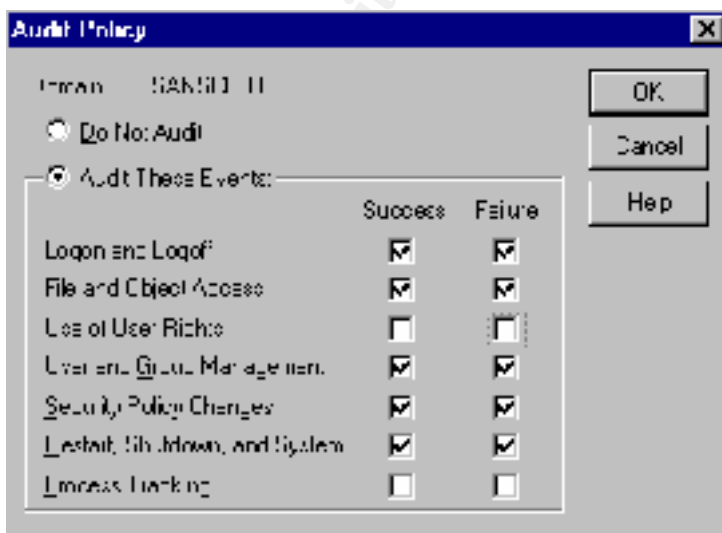 Audit Policy
Domain
Do Not Audit
Audit These Events:
Success Failure
Logon and Logoff
File and Object Access
Use of User Rights
User and Group Management
Security Policy Changes
Restart, Shutdown, and System
Process Tracking
OK
Cancel
Help